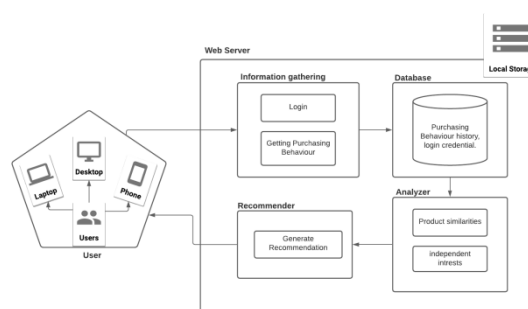 Web Server
Local Storag
Information gathering
Database
Login
Getting Purchasing
Behaviour
Purchasing
Behaviour history,
login credential.
Desktop
Laptop
Phone
Users
User
Recommender
Generate
Recommendation
Analyzer
Product similarities
independent
intrests